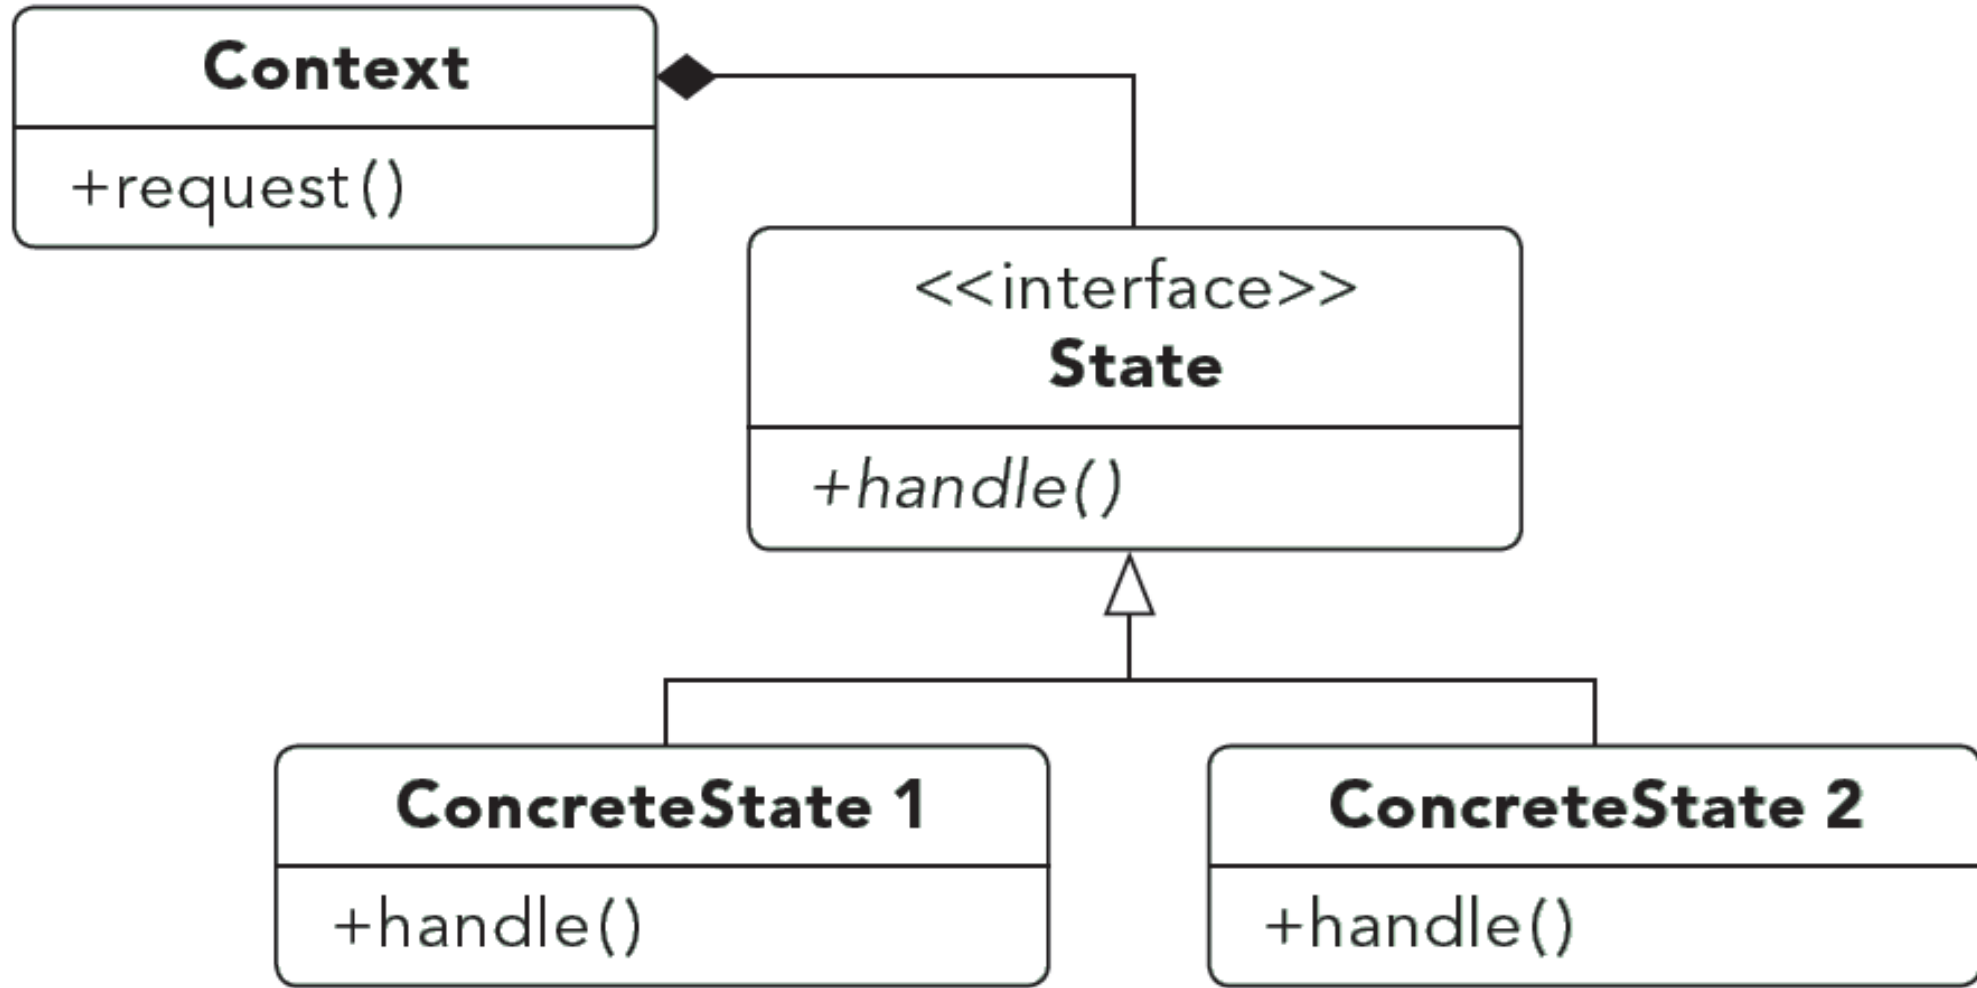 Context
+request()
<<interface>>
State
+handle()
ConcreteState 1
+handle()
ConcreteState 2
+handle()